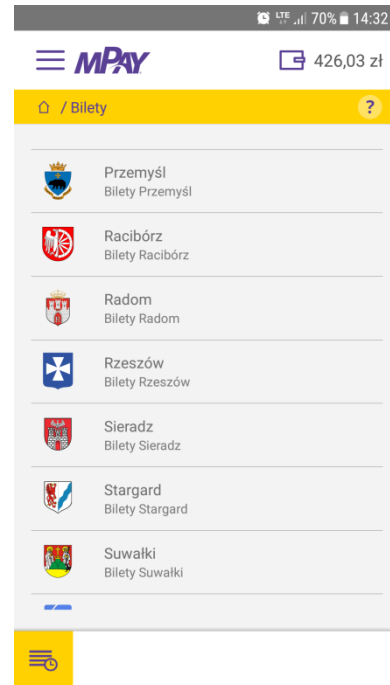 LTE 70% 14:32
mPAY 426,03 zł
/ Bilety ?
Przemyśl
Bilety Przemyśl
Racibórz
Bilety Racibórz
Radom
Bilety Radom
Rzeszów
Bilety Rzeszów
Sieradz
Bilety Sieradz
Stargard
Bilety Stargard
Suwałki
Bilety Suwałki